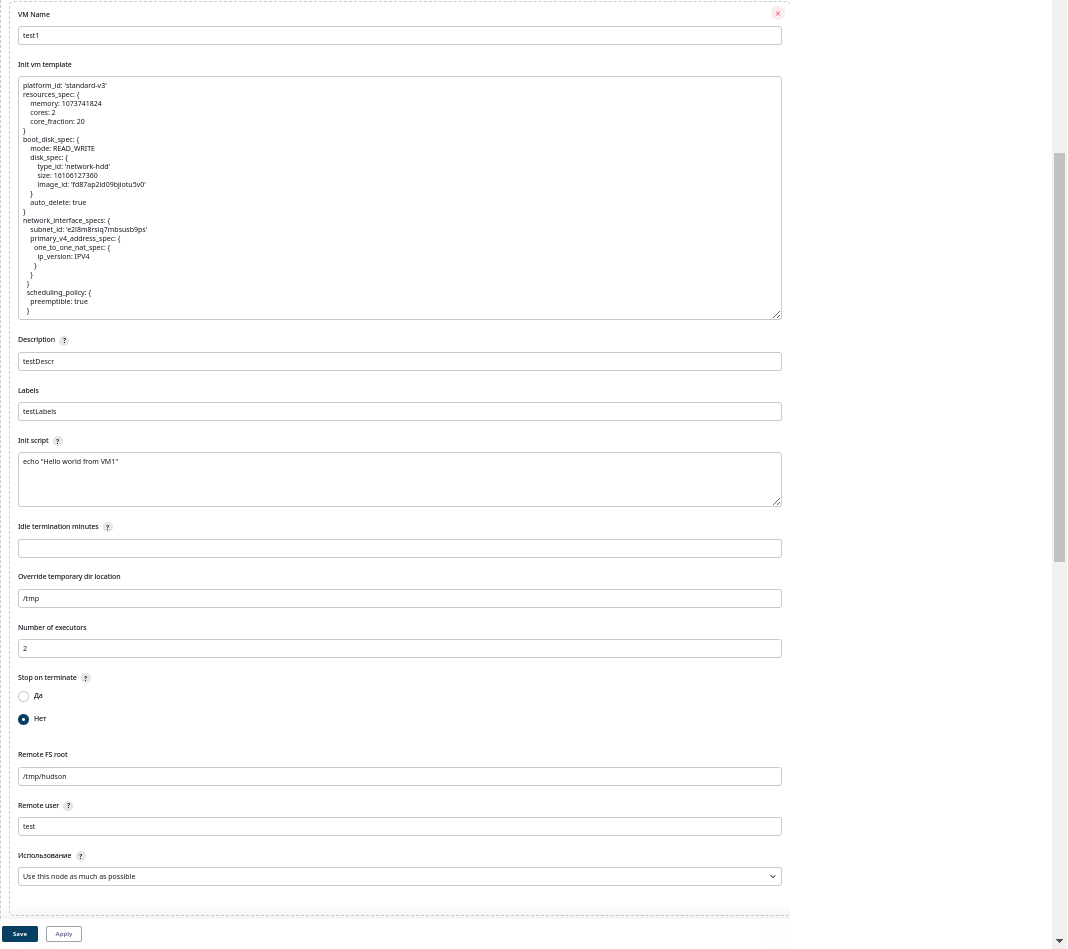 VM Name
test1
Init vm template
platform_id: 'standard-v3'
resources_spec: {
memory: 1073741824
cores: 2
core_fraction: 20
}
boot_disk_spec: {
mode: READ_WRITE
disk_spec: {
type_id: 'network-hdd'
size: 16106127360
image_id: 'fd87ap2ld09bjiotu5v0'
}
auto_delete: true
}
network_interface_specs: {
subnet_id: 'e2l8m8rsiq7mbsusb9ps'
primary_v4_address_spec: {
one_to_one_nat_spec: {
ip_version: IPV4
}
}
}
scheduling_policy: {
preemptible: true
}
Description ?
testDescr
Labels
testLabels
Init script ?
echo "Hello world from VM1"
Idle termination minutes ?
Override temporary dir location
/tmp
Number of executors
2
Stop on terminate ?
Да
Нет
Remote FS root
/tmp/hudson
Remote user ?
test
Использование ?
Use this node as much as possible
Save Apply